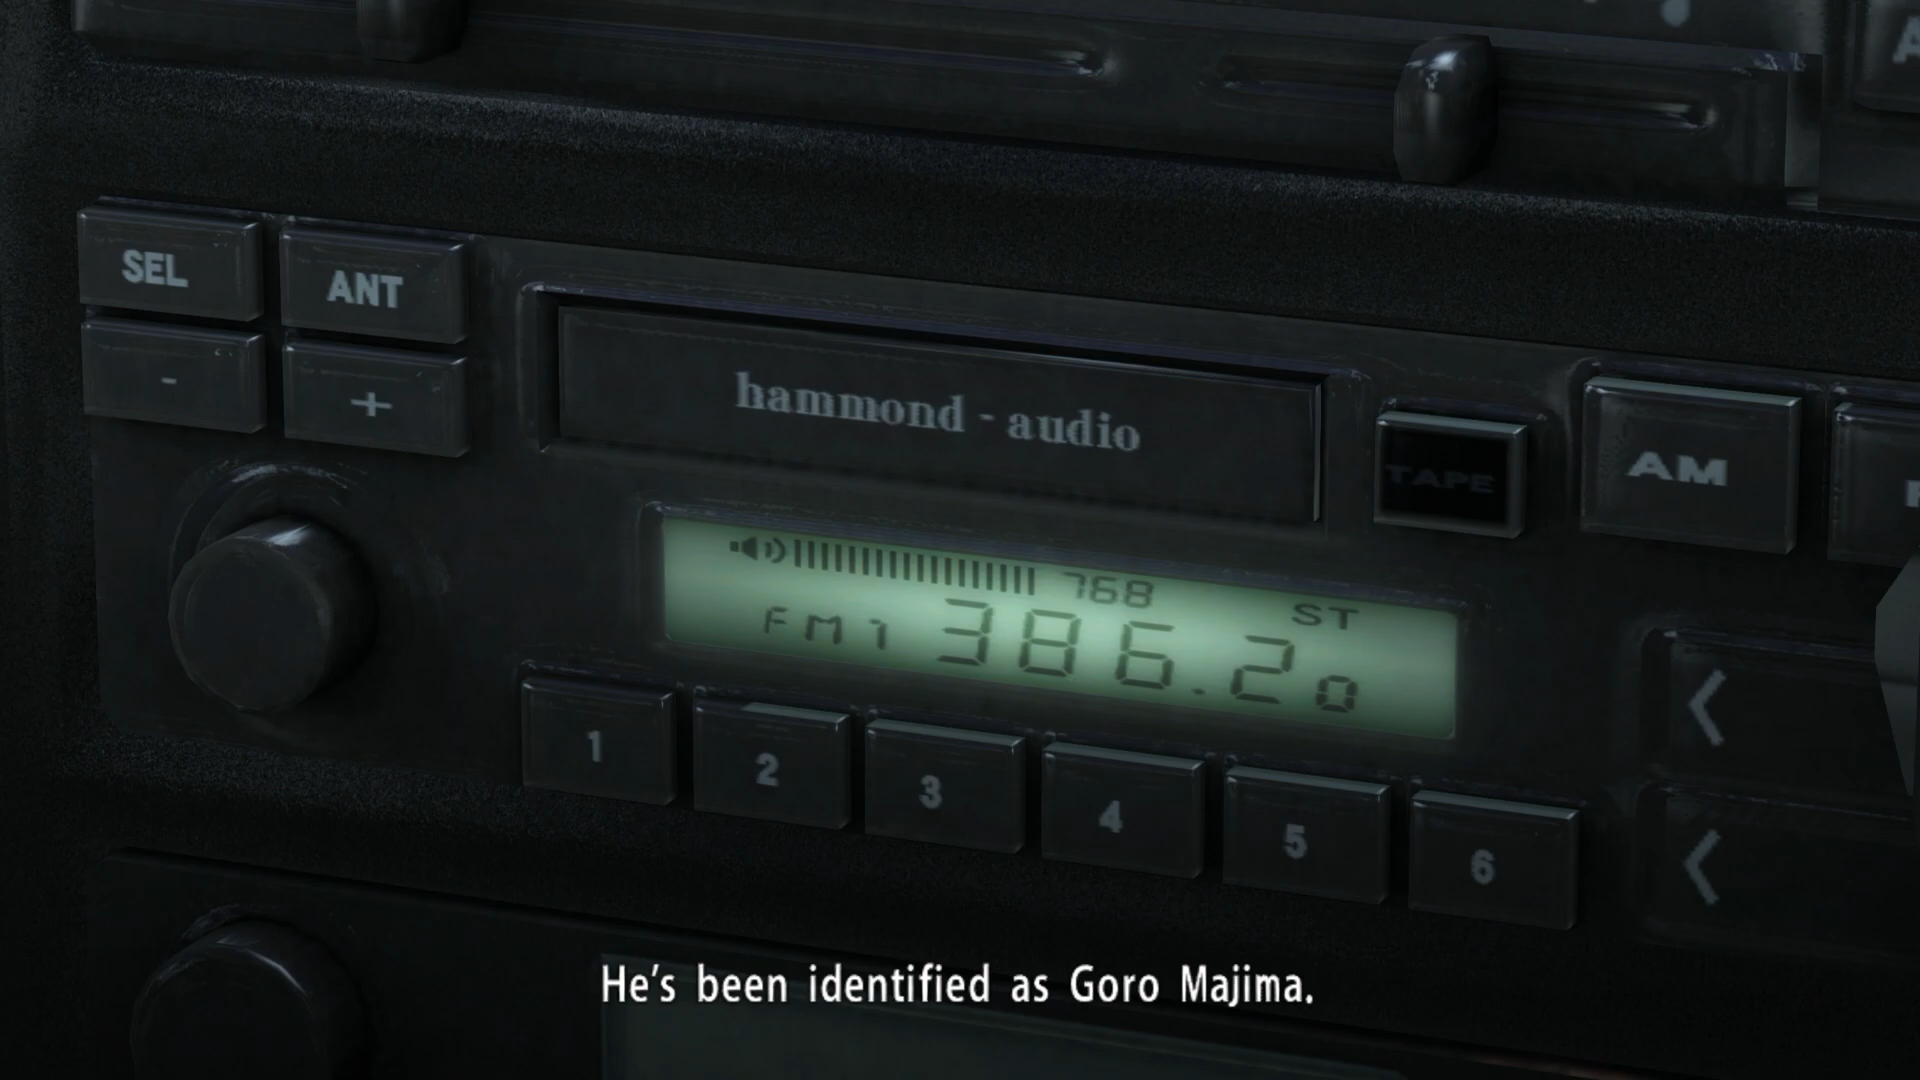 SEL
ANT
-
+
hammond - audio
TAPE
AM
768
ST
FM1 386.20
1
2
3
4
5
6
He's been identified as Goro Majima.